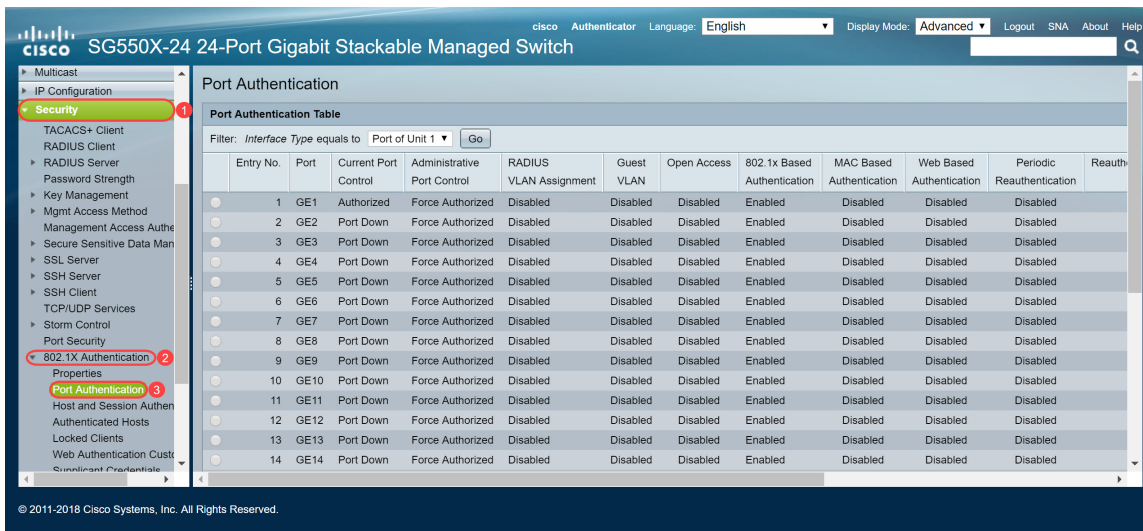 cisco Authenticator Language: English Display Mode: Advanced Logout SNA About Help
CISCO SG550X-24 24-Port Gigabit Stackable Managed Switch
Multicast
IP Configuration
Security 1
TACACS+ Client
RADIUS Client
RADIUS Server
Password Strength
Key Management
Mgmt Access Method
Management Access Authe
Secure Sensitive Data Man
SSL Server
SSH Server
SSH Client
TCP/UDP Services
Storm Control
Port Security
802.1X Authentication 2
Properties
Port Authentication 3
Host and Session Authen
Authenticated Hosts
Locked Clients
Web Authentication Custo
Supplicant Credentials
Port Authentication
Port Authentication Table
Filter: Interface Type equals to Port of Unit 1 Go
Entry No. Port Current Port Control Administrative Port Control RADIUS VLAN Assignment Guest VLAN Open Access 802.1x Based Authentication MAC Based Authentication Web Based Authentication Periodic Reauthentication Reauth
1 GE1 Authorized Force Authorized Disabled Disabled Disabled Enabled Disabled Disabled Disabled
2 GE2 Port Down Force Authorized Disabled Disabled Disabled Enabled Disabled Disabled Disabled
3 GE3 Port Down Force Authorized Disabled Disabled Disabled Enabled Disabled Disabled Disabled
4 GE4 Port Down Force Authorized Disabled Disabled Disabled Enabled Disabled Disabled Disabled
5 GE5 Port Down Force Authorized Disabled Disabled Disabled Enabled Disabled Disabled Disabled
6 GE6 Port Down Force Authorized Disabled Disabled Disabled Enabled Disabled Disabled Disabled
7 GE7 Port Down Force Authorized Disabled Disabled Disabled Enabled Disabled Disabled Disabled
8 GE8 Port Down Force Authorized Disabled Disabled Disabled Enabled Disabled Disabled Disabled
9 GE9 Port Down Force Authorized Disabled Disabled Disabled Enabled Disabled Disabled Disabled
10 GE10 Port Down Force Authorized Disabled Disabled Disabled Enabled Disabled Disabled Disabled
11 GE11 Port Down Force Authorized Disabled Disabled Disabled Enabled Disabled Disabled Disabled
12 GE12 Port Down Force Authorized Disabled Disabled Disabled Enabled Disabled Disabled Disabled
13 GE13 Port Down Force Authorized Disabled Disabled Disabled Enabled Disabled Disabled Disabled
14 GE14 Port Down Force Authorized Disabled Disabled Disabled Enabled Disabled Disabled Disabled
© 2011-2018 Cisco Systems, Inc. All Rights Reserved.